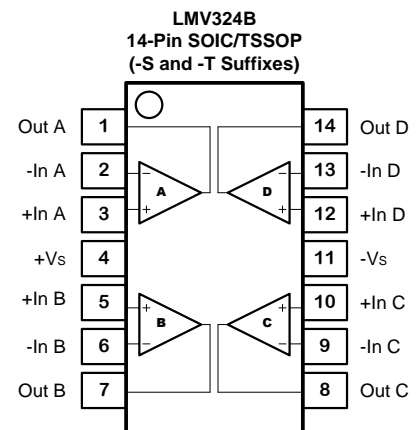 LMV324B
14-Pin SOIC/TSSOP
(-S and -T Suffixes)
Out A 1 14 Out D
-In A 2 − − 13 -In D
A D
+In A 3 + + 12 +In D
+Vs 4 11 -Vs
+In B 5 + + 10 +In C
B C
-In B 6 − − 9 -In C
Out B 7 8 Out C